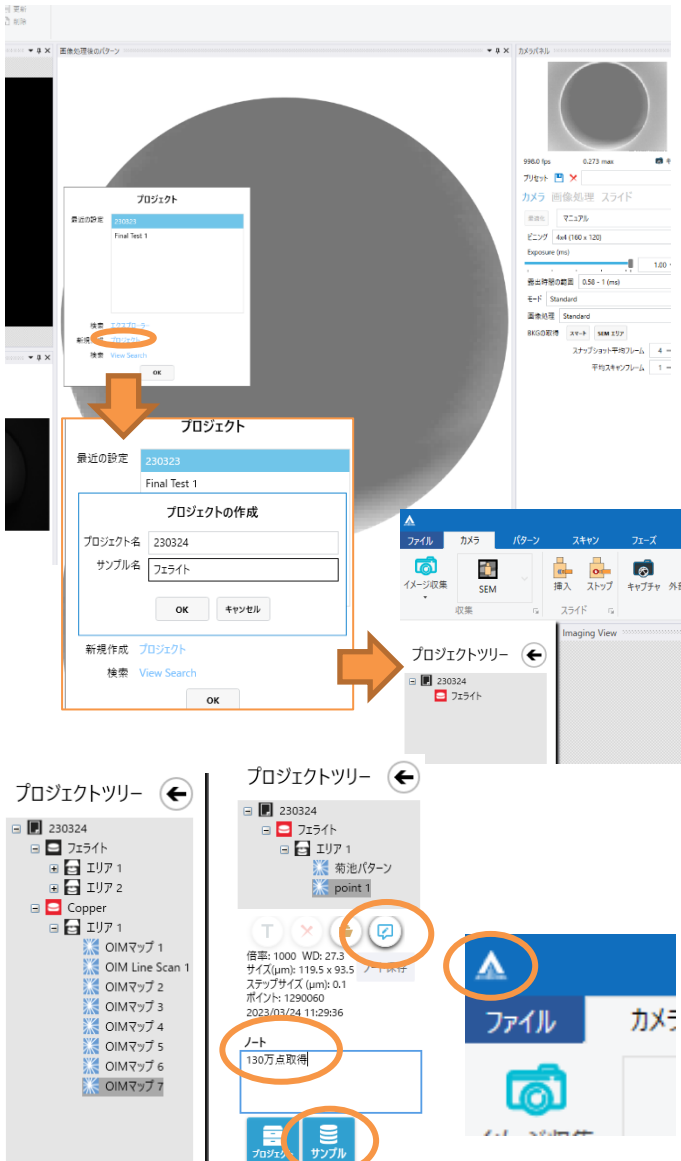 更新
削除
画像処理後のパターン
カメラパネル
998.0 fps 0.273 max
プリセット
カメラ 画像処理 スライド
最適化 マニュアル
ビニング 4x4 (160 x 120)
Exposure (ms)
1.00
露出時間の範囲 0.58 - 1 (ms)
モード Standard
画像処理 Standard
BKGの取得 スマート SEM エリア
スナップショット平均フレーム 4
平均スキャンフレーム 1
プロジェクト
最近の設定 230323
Final Test 1
検索 エクスプローラー
新規作成 プロジェクト
検索 View Search
OK
プロジェクト
最近の設定 230323
Final Test 1
プロジェクトの作成
プロジェクト名 230324
サンプル名 フェライト
OK キャンセル
新規作成 プロジェクト
検索 View Search
OK
ファイル カメラ パターン スキャン フェーズ
イメージ収集 SEM 挿入 ストップ キャプチャ
収集 スライド
プロジェクトツリー
Imaging View
230324
フェライト
プロジェクトツリー
230324
フェライト
エリア 1
エリア 2
Copper
エリア 1
OIMマップ 1
OIM Line Scan 1
OIMマップ 2
OIMマップ 3
OIMマップ 4
OIMマップ 5
OIMマップ 6
OIMマップ 7
プロジェクトツリー
230324
フェライト
エリア 1
菊池パターン
point 1
T
倍率: 1000 WD: 27.3
サイズ(μm): 119.5 x 93.5 ノート保存
ステップサイズ (μm): 0.1
ポイント: 1290060
2023/03/24 11:29:36
ノート
130万点取得
プロジェクト サンプル
ファイル カメラ